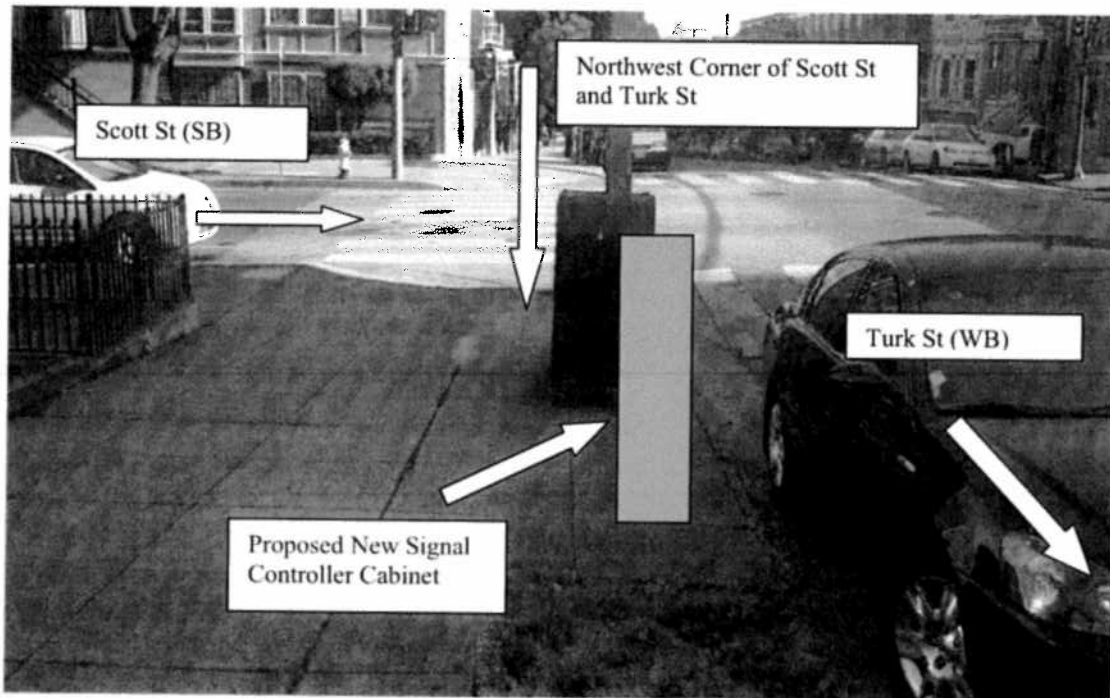 Northwest Corner of Scott St
and Turk St
Scott St (SB)
Turk St (WB)
Proposed New Signal
Controller Cabinet